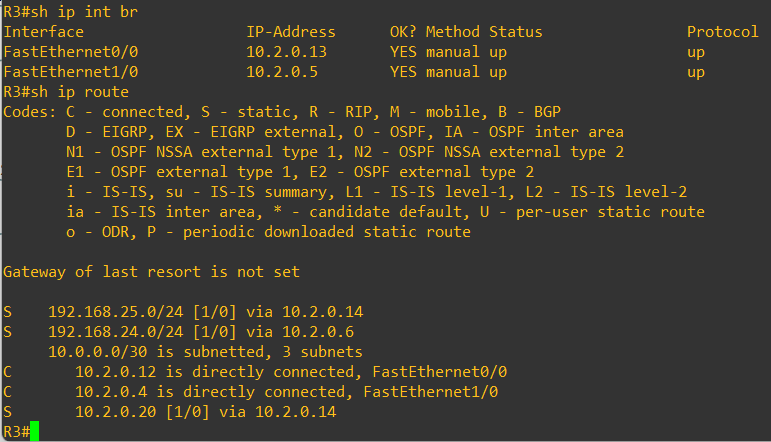 R3#sh ip int br
Interface                  IP-Address      OK? Method Status                Protocol
FastEthernet0/0            10.2.0.13       YES manual up                    up
FastEthernet1/0            10.2.0.5        YES manual up                    up
R3#sh ip route
Codes: C - connected, S - static, R - RIP, M - mobile, B - BGP
       D - EIGRP, EX - EIGRP external, O - OSPF, IA - OSPF inter area
       N1 - OSPF NSSA external type 1, N2 - OSPF NSSA external type 2
       E1 - OSPF external type 1, E2 - OSPF external type 2
       i - IS-IS, su - IS-IS summary, L1 - IS-IS level-1, L2 - IS-IS level-2
       ia - IS-IS inter area, * - candidate default, U - per-user static route
       o - ODR, P - periodic downloaded static route
Gateway of last resort is not set
S    192.168.25.0/24 [1/0] via 10.2.0.14
S    192.168.24.0/24 [1/0] via 10.2.0.6
     10.0.0.0/30 is subnetted, 3 subnets
C       10.2.0.12 is directly connected, FastEthernet0/0
C       10.2.0.4 is directly connected, FastEthernet1/0
S       10.2.0.20 [1/0] via 10.2.0.14
R3#